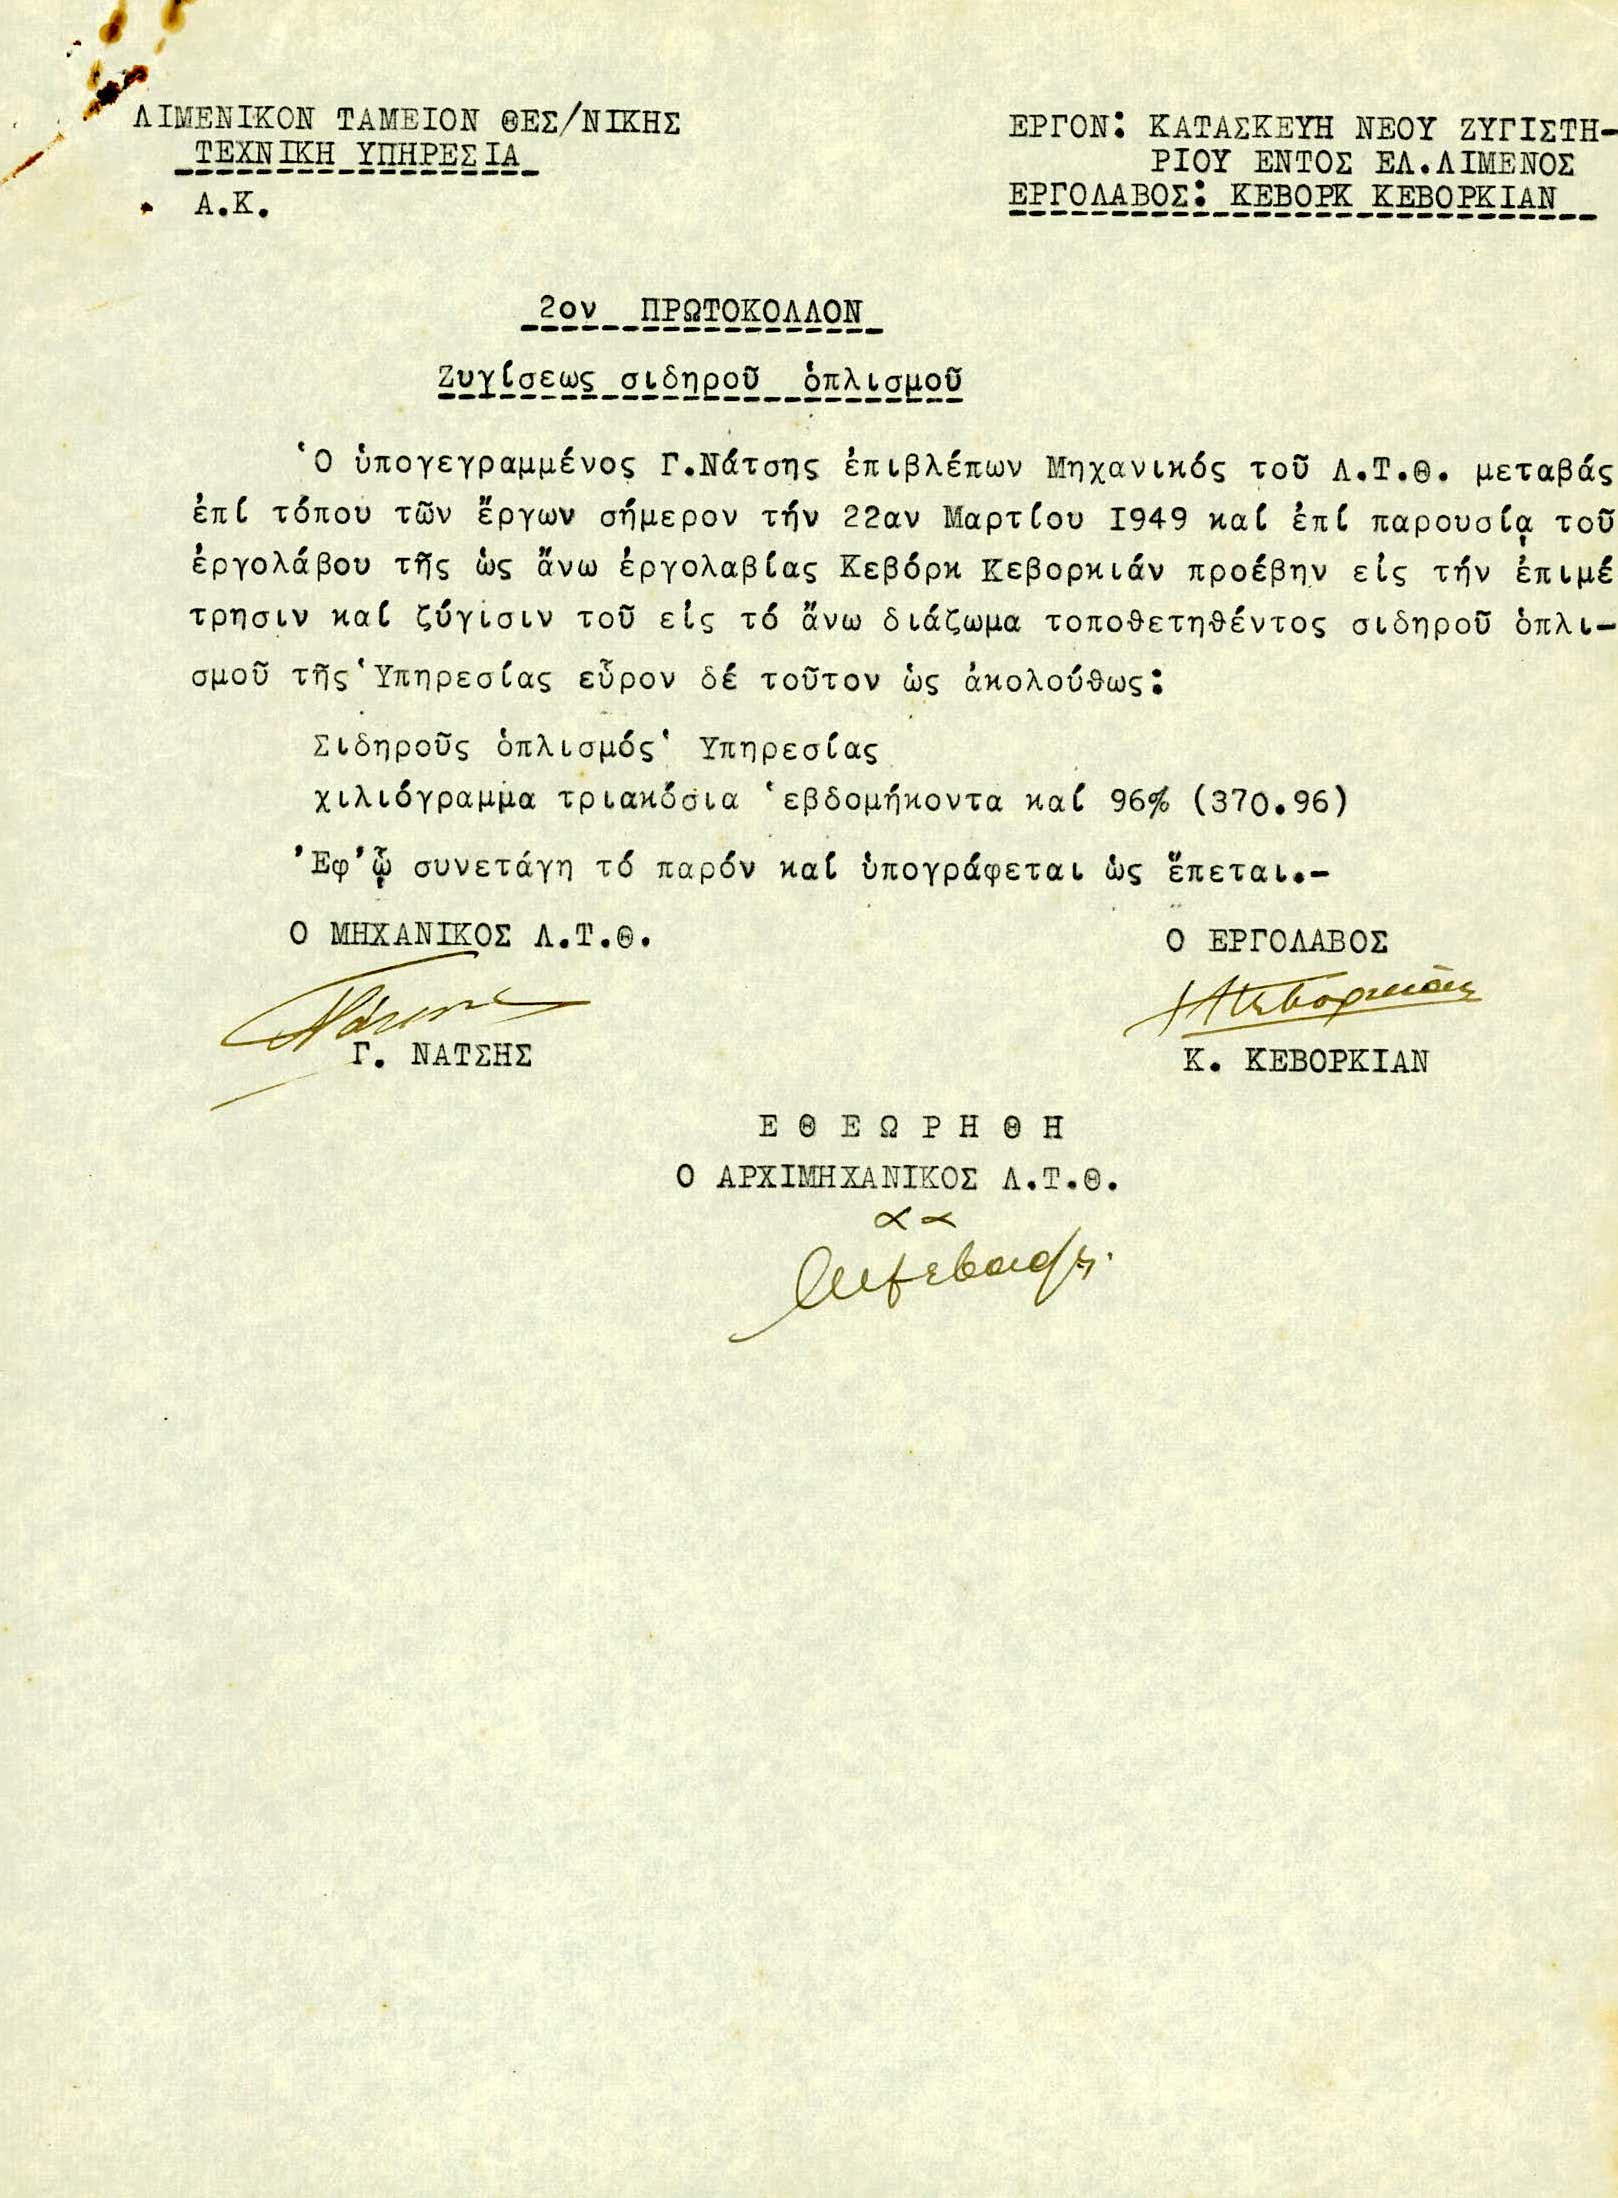 ΛΙΜΕΝΙΚΟΝ ΤΑΜΕΙΟΝ ΘΕΣ/ΝΙΚΗΣ
ΤΕΧΝΙΚΗ ΥΠΗΡΕΣΙΑ
Α.Κ.
ΕΡΓΟΝ: ΚΑΤΑΣΚΕΥΗ ΝΕΟΥ ΖΥΓΙΣΤΗ-
ΡΙΟΥ ΕΝΤΟΣ ΕΛ.ΛΙΜΕΝΟΣ
ΕΡΓΟΛΑΒΟΣ: ΚΕΒΟΡΚ ΚΕΒΟΡΚΙΑΝ
2ον ΠΡΩΤΟΚΟΛΛΟΝ
Ζυγίσεως σιδηροῦ ὁπλισμοῦ
Ὁ ὑπογεγραμμένος Γ.Νάτσης ἐπιβλέπων Μηχανικός τοῦ Λ.Τ.Θ. μεταβάς
ἐπί τόπου τῶν ἔργων σήμερον τήν 22αν Μαρτίου 1949 καί ἐπί παρουσίᾳ τοῦ
ἐργολάβου τῆς ὡς ἄνω ἐργολαβίας Κεβόρκ Κεβορκιάν προέβην εἰς τήν ἐπιμέ
τρησιν καί ζύγισιν τοῦ εἰς τό ἄνω διάζωμα τοποθετηθέντος σιδηροῦ ὁπλι-
σμοῦ τῆς Ὑπηρεσίας εὗρον δέ τοῦτον ὡς ἀκολούθως:
Σιδηροῦς ὁπλισμός Ὑπηρεσίας
χιλιόγραμμα τριακόσια ἑβδομήκοντα καί 96% (370.96)
Ἐφ'ᾧ συνετάγη τό παρόν καί ὑπογράφεται ὡς ἕπεται.-
Ο ΜΗΧΑΝΙΚΟΣ Λ.Τ.Θ.
Ο ΕΡΓΟΛΑΒΟΣ
Νάτσης
Κεβορκιάν
Γ. ΝΑΤΣΗΣ
Κ. ΚΕΒΟΡΚΙΑΝ
Ε Θ Ε Ω Ρ Η Θ Η
Ο ΑΡΧΙΜΗΧΑΝΙΚΟΣ Λ.Τ.Θ.
α α